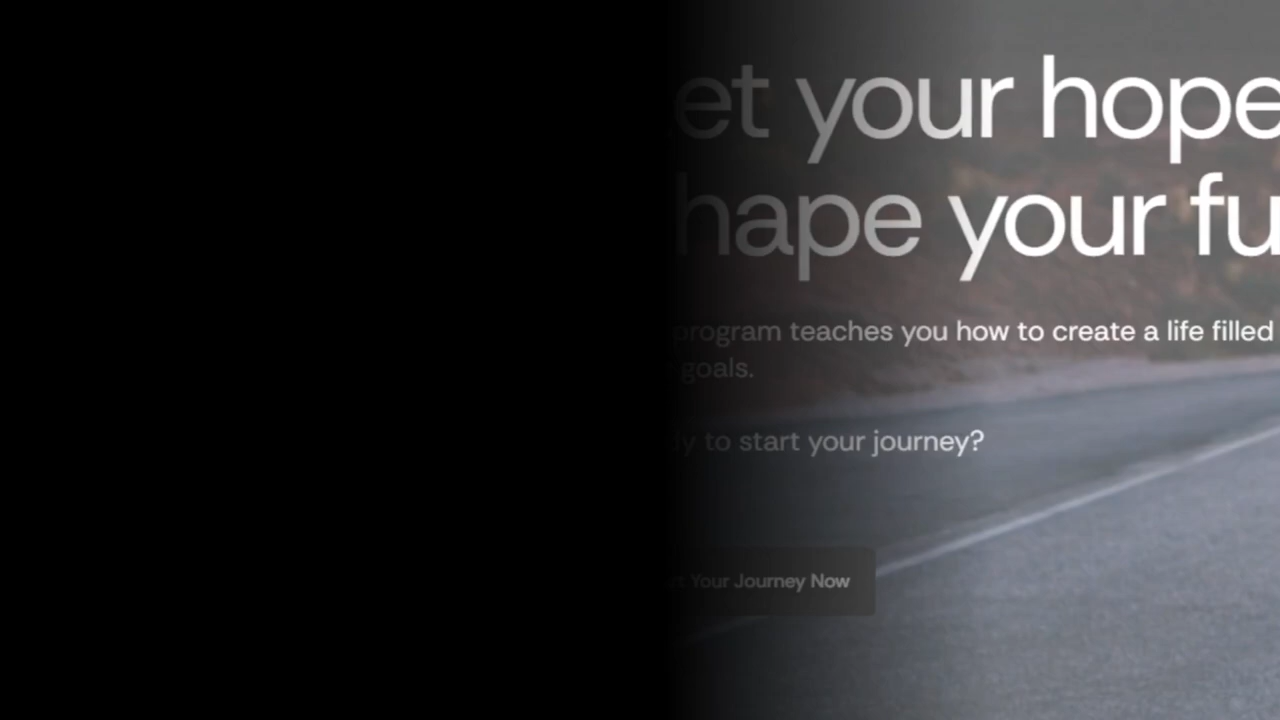 et your hope
hape your fu
program teaches you how to create a life filled
goals.
to start your journey?
Your Journey Now